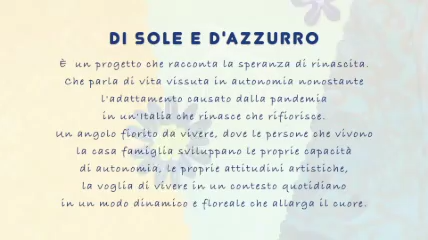 DI SOLE E D'AZZURRO
È un progetto che racconta la speranza di rinascita.
Che parla di vita vissuta in autonomia nonostante
l'adattamento causato dalla pandemia
in un'Italia che rinasce che rifiorisce.
Un angolo fiorito da vivere, dove le persone che vivono
la casa famiglia sviluppano le proprie capacità
di autonomia, le proprie attitudini artistiche,
la voglia di vivere in un contesto quotidiano
in un modo dinamico e floreale che allarga il cuore.